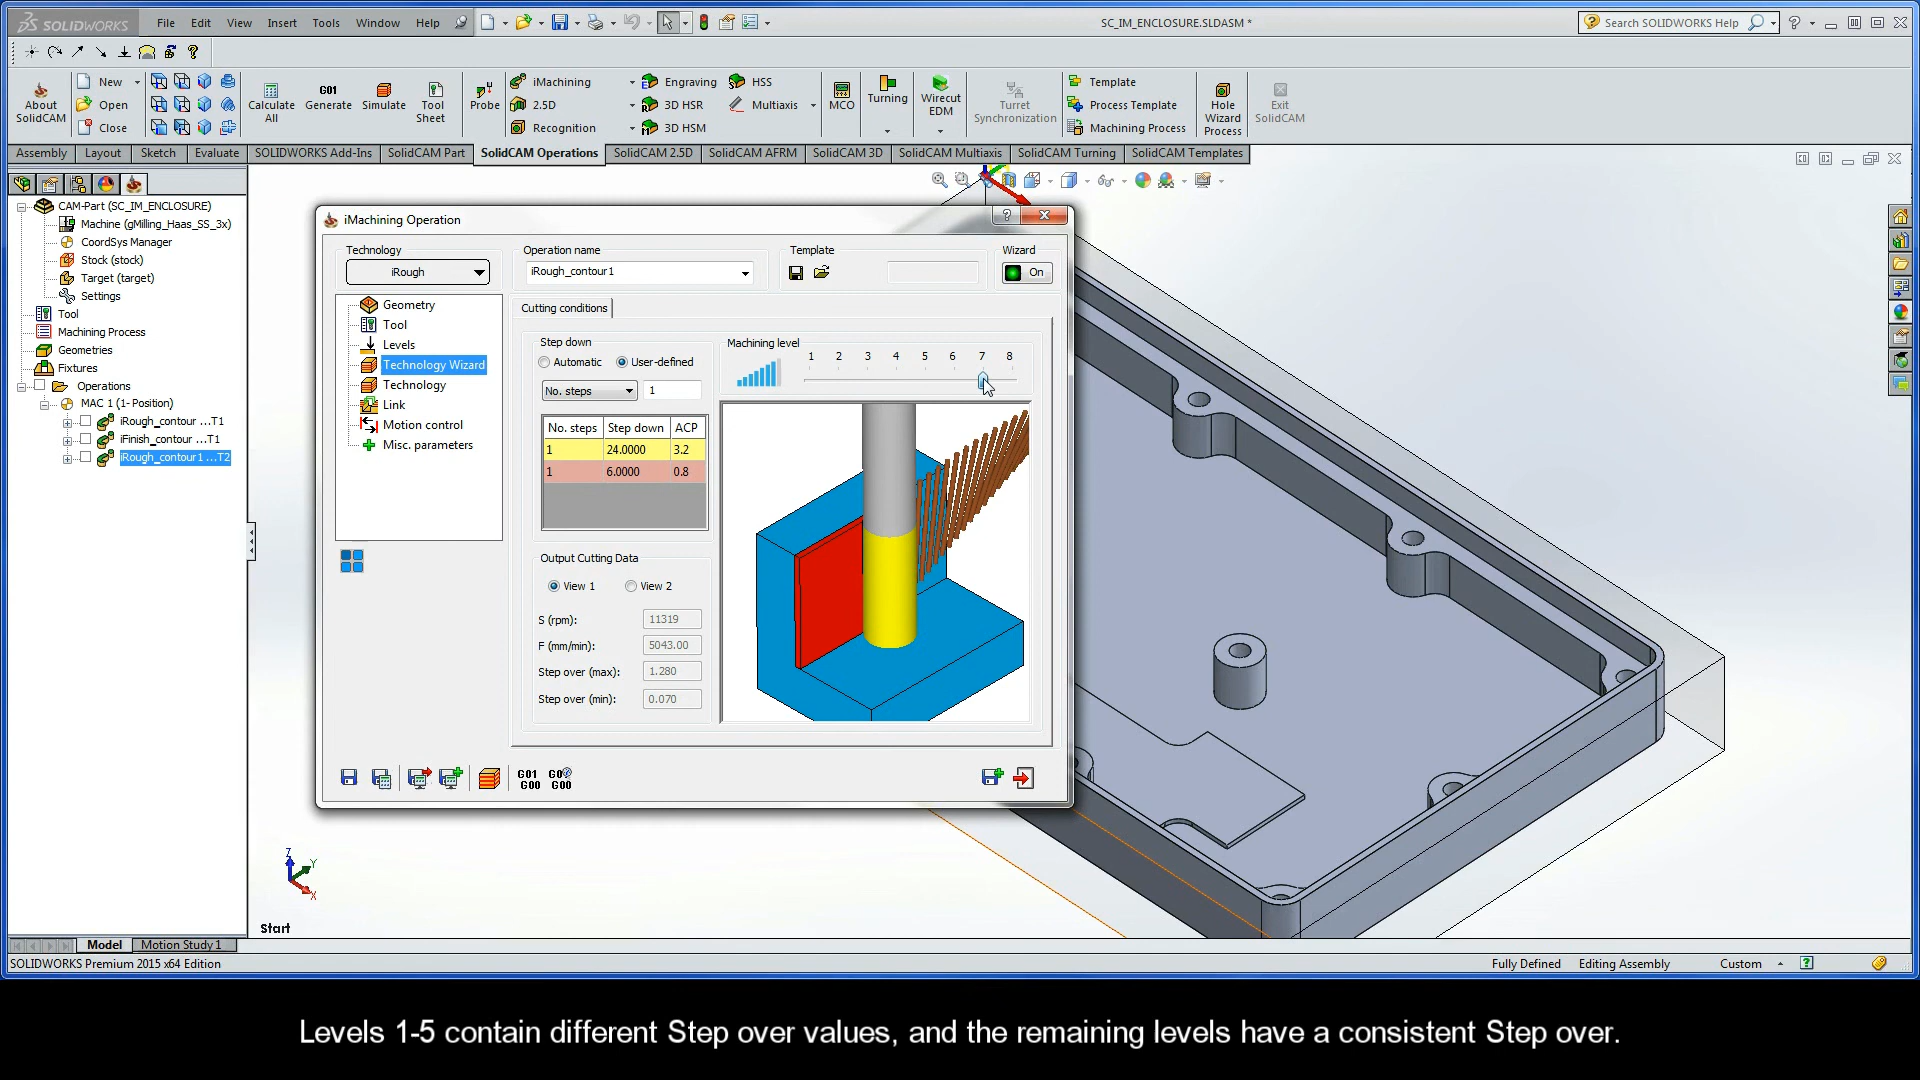 SOLIDWORKS File Edit View Insert Tools Window Help SC_IM_ENCLOSURE.SLDASM * Search SOLIDWORKS Help
About SolidCAM
New
Open
Close
Calculate All
G01
Generate
Simulate
Tool Sheet
Probe
iMachining
2.5D
Recognition
Engraving
3D HSR
3D HSM
HSS
Multiaxis
MCO
Turning
Wirecut EDM
Turret Synchronization
Template
Process Template
Machining Process
Hole Wizard Process
Exit SolidCAM
Assembly Layout Sketch Evaluate SOLIDWORKS Add-Ins SolidCAM Part SolidCAM Operations SolidCAM 2.5D SolidCAM AFRM SolidCAM 3D SolidCAM Multiaxis SolidCAM Turning SolidCAM Templates
CAM-Part (SC_IM_ENCLOSURE)
Machine (gMilling_Haas_SS_3x)
CoordSys Manager
Stock (stock)
Target (target)
Settings
Tool
Machining Process
Geometries
Fixtures
Operations
MAC 1 (1- Position)
iRough_contour ...T1
iFinish_contour ...T1
iRough_contour1 ...T2
iMachining Operation
Technology
iRough
Operation name
iRough_contour1
Template
Wizard
On
Geometry
Tool
Levels
Technology Wizard
Technology
Link
Motion control
Misc. parameters
Cutting conditions
Step down
Automatic User-defined
No. steps 1
No. steps Step down ACP
1 24.0000 3.2
1 6.0000 0.8
Machining level
1 2 3 4 5 6 7 8
Output Cutting Data
View 1 View 2
S (rpm): 11319
F (mm/min): 5043.00
Step over (max): 1.280
Step over (min): 0.070
G01 G00
G00
Z
Y
X
Start
Model Motion Study 1
SOLIDWORKS Premium 2015 x64 Edition Fully Defined Editing Assembly Custom
Levels 1-5 contain different Step over values, and the remaining levels have a consistent Step over.